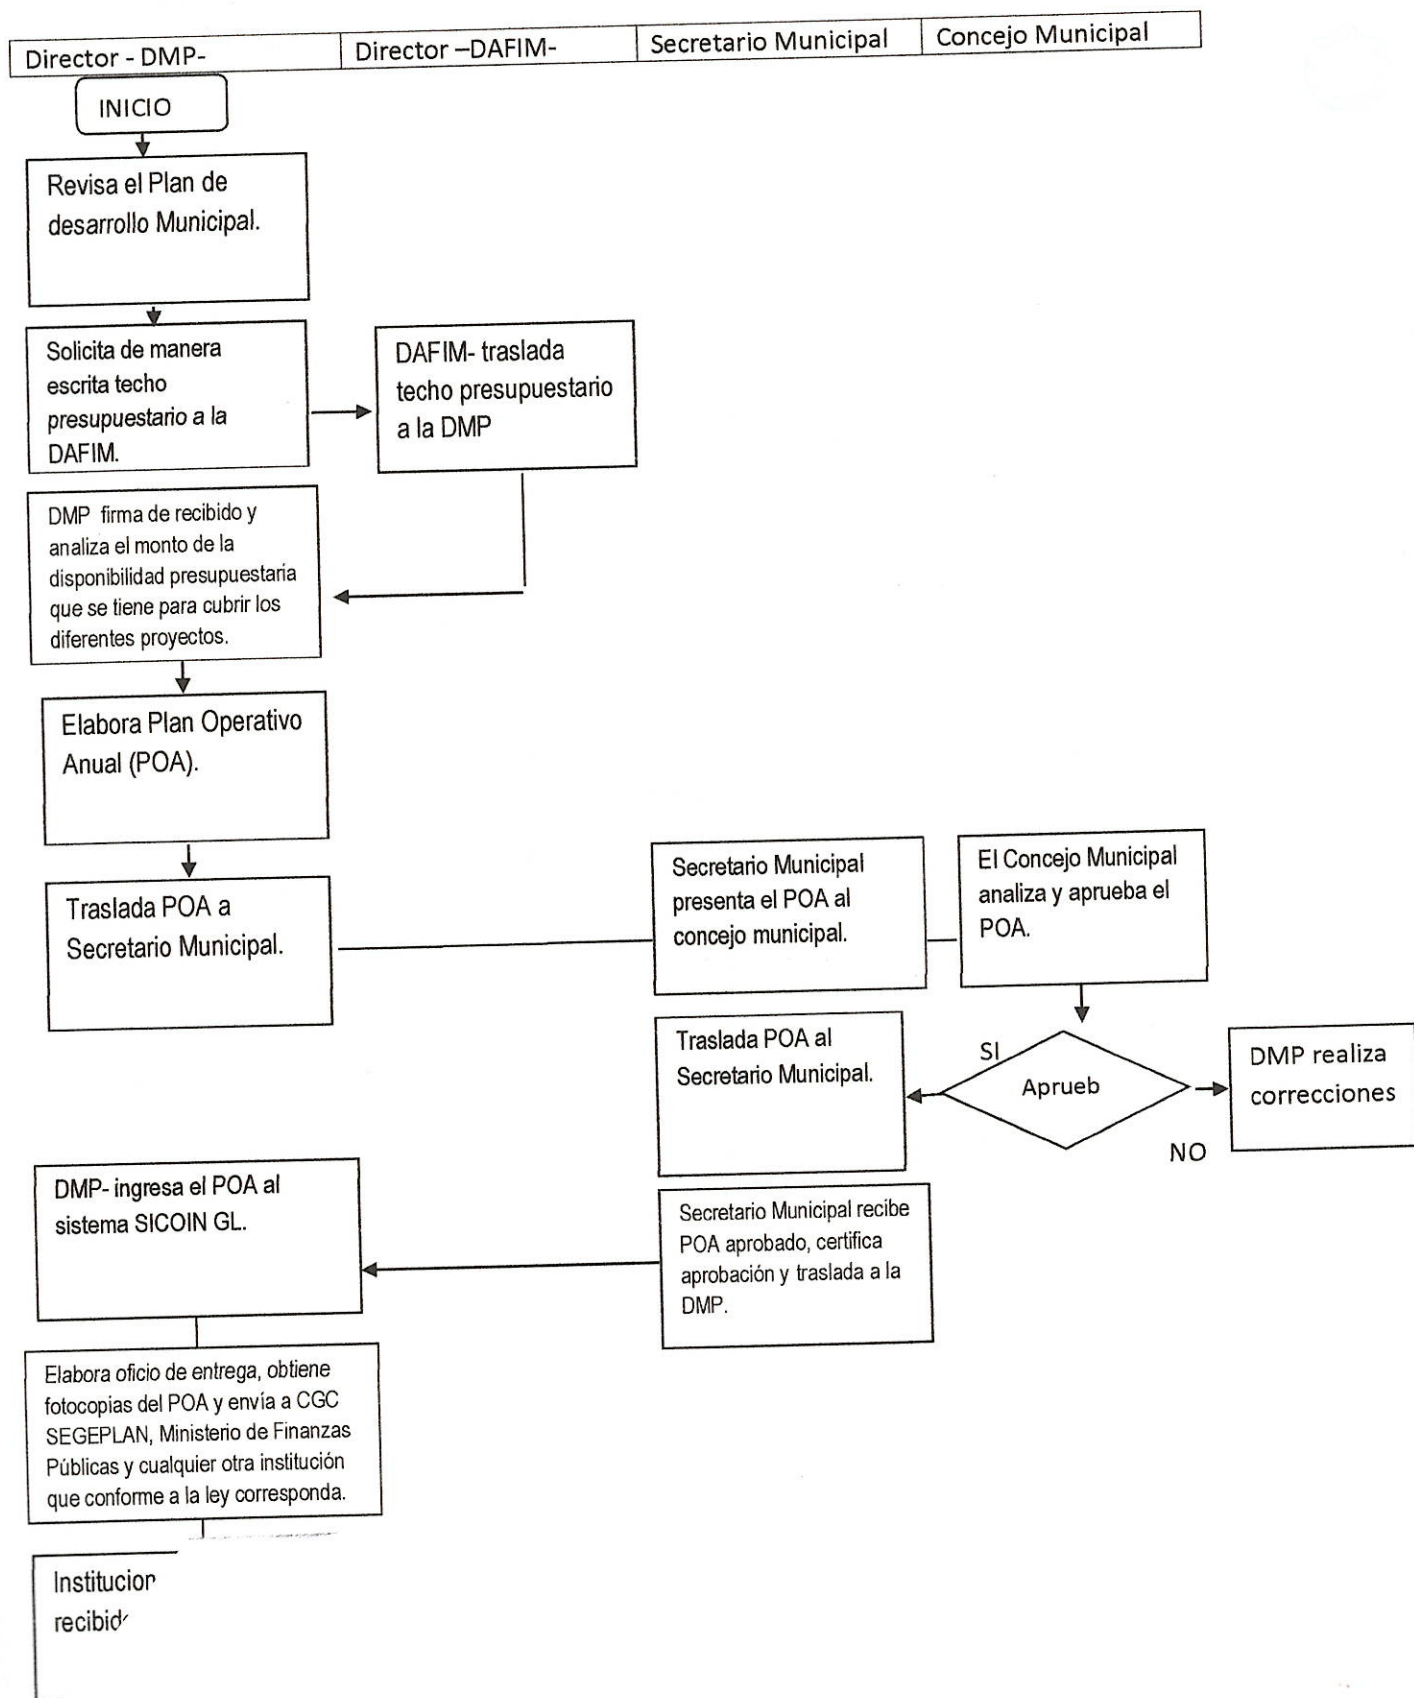 Director - DMP-
Director –DAFIM-
Secretario Municipal
Concejo Municipal
INICIO
Revisa el Plan de
desarrollo Municipal.
Solicita de manera
escrita techo
presupuestario a la
DAFIM.
DAFIM- traslada
techo presupuestario
a la DMP
DMP firma de recibido y
analiza el monto de la
disponibilidad presupuestaria
que se tiene para cubrir los
diferentes proyectos.
Elabora Plan Operativo
Anual (POA).
Traslada POA a
Secretario Municipal.
Secretario Municipal
presenta el POA al
concejo municipal.
El Concejo Municipal
analiza y aprueba el
POA.
Traslada POA al
Secretario Municipal.
SI
Aprueb
NO
DMP realiza
correcciones
DMP- ingresa el POA al
sistema SICOIN GL.
Secretario Municipal recibe
POA aprobado, certifica
aprobación y traslada a la
DMP.
Elabora oficio de entrega, obtiene
fotocopias del POA y envía a CGC
SEGEPLAN, Ministerio de Finanzas
Públicas y cualquier otra institución
que conforme a la ley corresponda.